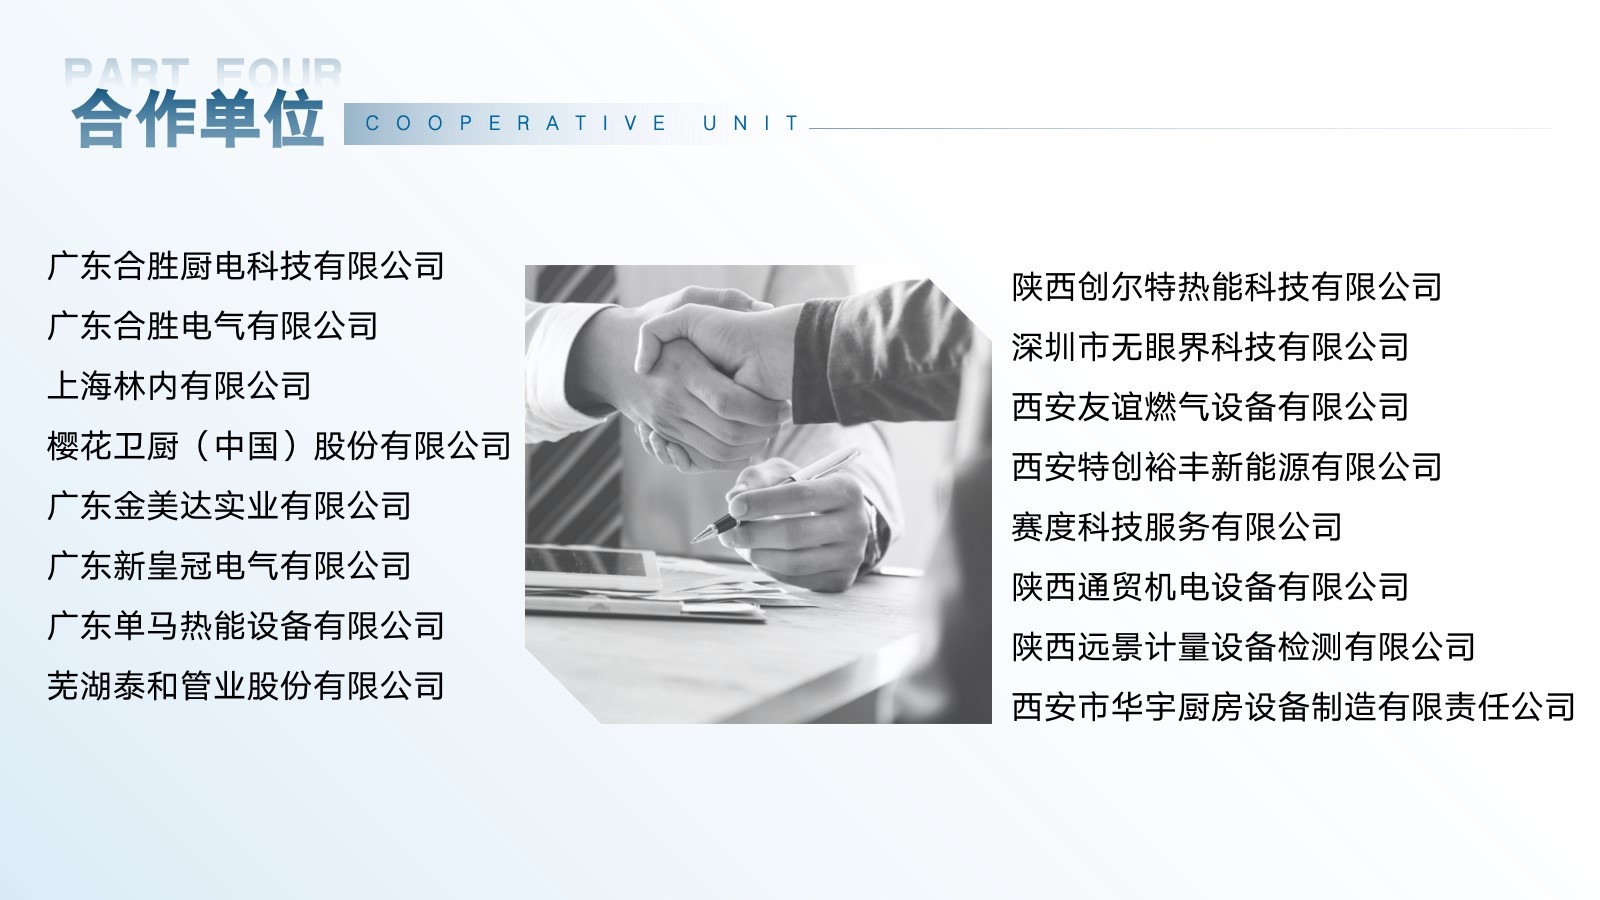 PART FOUR
合作单位
COOPERATIVE UNIT
广东合胜厨电科技有限公司
广东合胜电气有限公司
上海林内有限公司
樱花卫厨（中国）股份有限公司
广东金美达实业有限公司
广东新皇冠电气有限公司
广东单马热能设备有限公司
芜湖泰和管业股份有限公司
陕西创尔特热能科技有限公司
深圳市无眼界科技有限公司
西安友谊燃气设备有限公司
西安特创裕丰新能源有限公司
赛度科技服务有限公司
陕西通贸机电设备有限公司
陕西远景计量设备检测有限公司
西安市华宇厨房设备制造有限责任公司